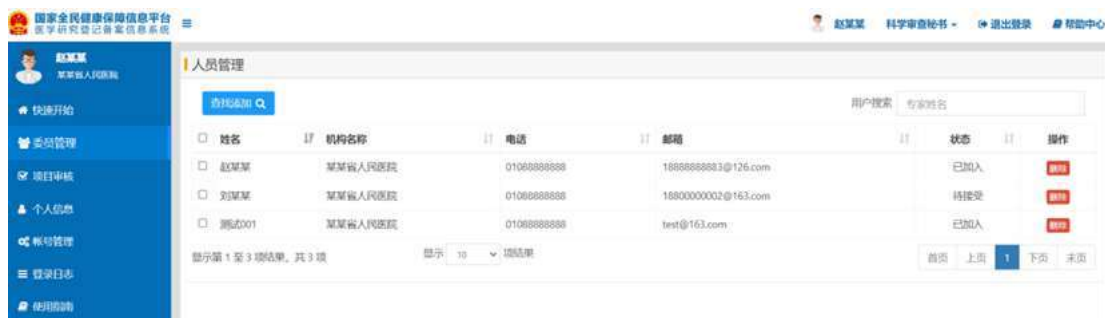 国家全民健康保障信息平台
医学研究登记备案信息系统
赵某某 科学审查秘书 退出登录 帮助中心
赵某某
某某省人民医院
快速开始
委员管理
项目审核
个人信息
帐号管理
登录日志
使用指南
人员管理
查找添加
用户搜索 专家姓名
姓名 机构名称 电话 邮箱 状态 操作
赵某某 某某省人民医院 01088888888 18888888883@126.com 已加入 删除
刘某某 某某省人民医院 01088888888 18800000002@163.com 待接受 删除
测试001 某某省人民医院 01088888888 test@163.com 已加入 删除
显示第 1 至 3 项结果，共 3 项 显示 10 项结果 首页 上页 1 下页 末页